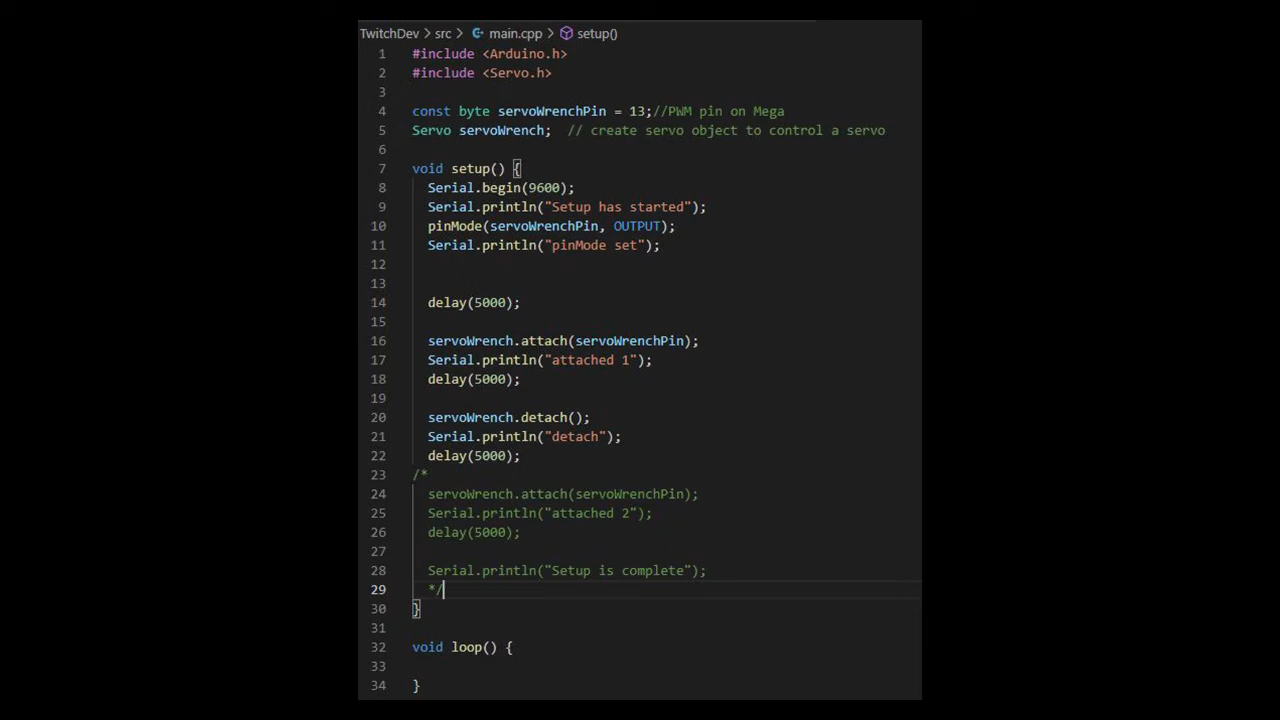 TwitchDev > src > main.cpp > setup()
1 #include <Arduino.h>
2 #include <Servo.h>
3
4 const byte servoWrenchPin = 13;//PWM pin on Mega
5 Servo servoWrench;  // create servo object to control a servo
6
7 void setup() {
8   Serial.begin(9600);
9   Serial.println("Setup has started");
10   pinMode(servoWrenchPin, OUTPUT);
11   Serial.println("pinMode set");
12
13
14   delay(5000);
15
16   servoWrench.attach(servoWrenchPin);
17   Serial.println("attached 1");
18   delay(5000);
19
20   servoWrench.detach();
21   Serial.println("detach");
22   delay(5000);
23 /*
24   servoWrench.attach(servoWrenchPin);
25   Serial.println("attached 2");
26   delay(5000);
27
28   Serial.println("Setup is complete");
29   */
30 }
31
32 void loop() {
33
34 }